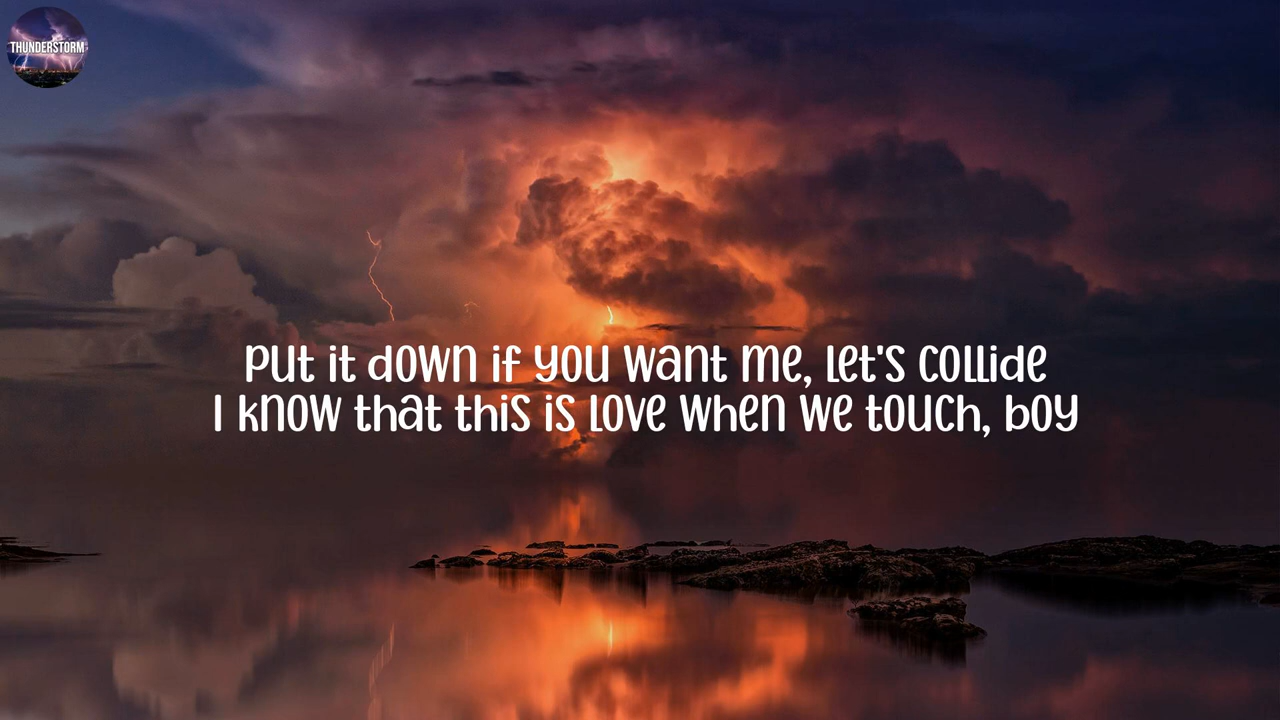 THUNDERSTORM
Put it down if you want me, let's collide
I know that this is love when we touch, boy